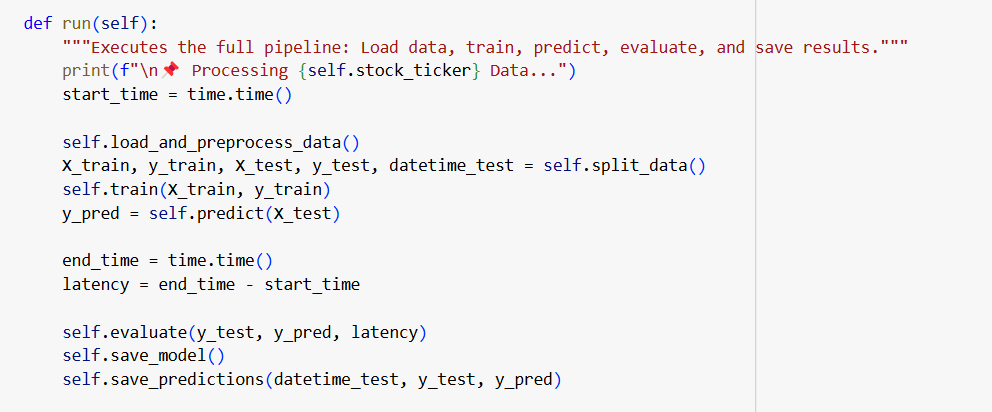 def run(self):
    """Executes the full pipeline: Load data, train, predict, evaluate, and save results."""
    print(f"\n📌 Processing {self.stock_ticker} Data...")
    start_time = time.time()

    self.load_and_preprocess_data()
    X_train, y_train, X_test, y_test, datetime_test = self.split_data()
    self.train(X_train, y_train)
    y_pred = self.predict(X_test)

    end_time = time.time()
    latency = end_time - start_time

    self.evaluate(y_test, y_pred, latency)
    self.save_model()
    self.save_predictions(datetime_test, y_test, y_pred)